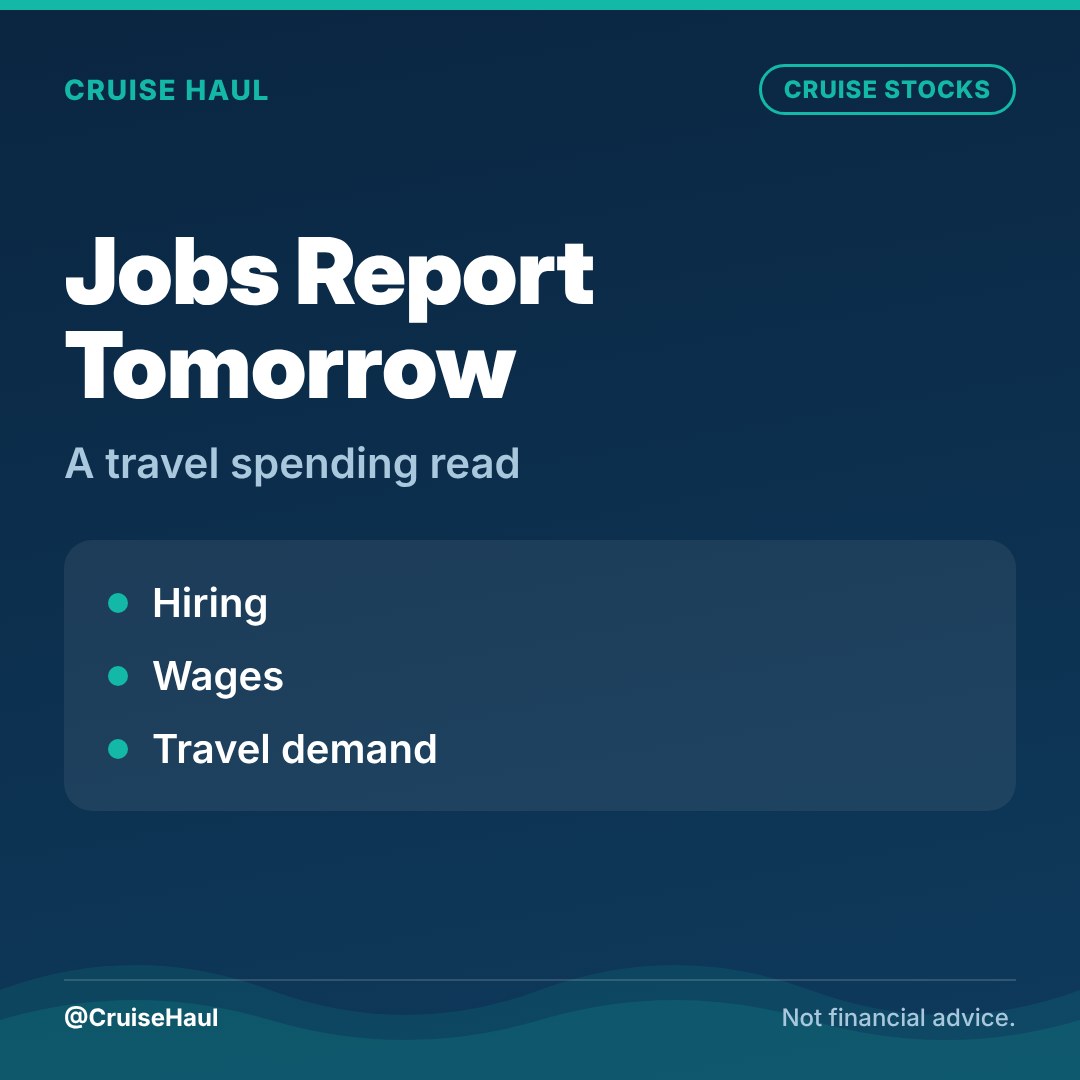 CRUISE HAUL
CRUISE STOCKS
Jobs Report
Tomorrow
A travel spending read
Hiring
Wages
Travel demand
@CruiseHaul
Not financial advice.